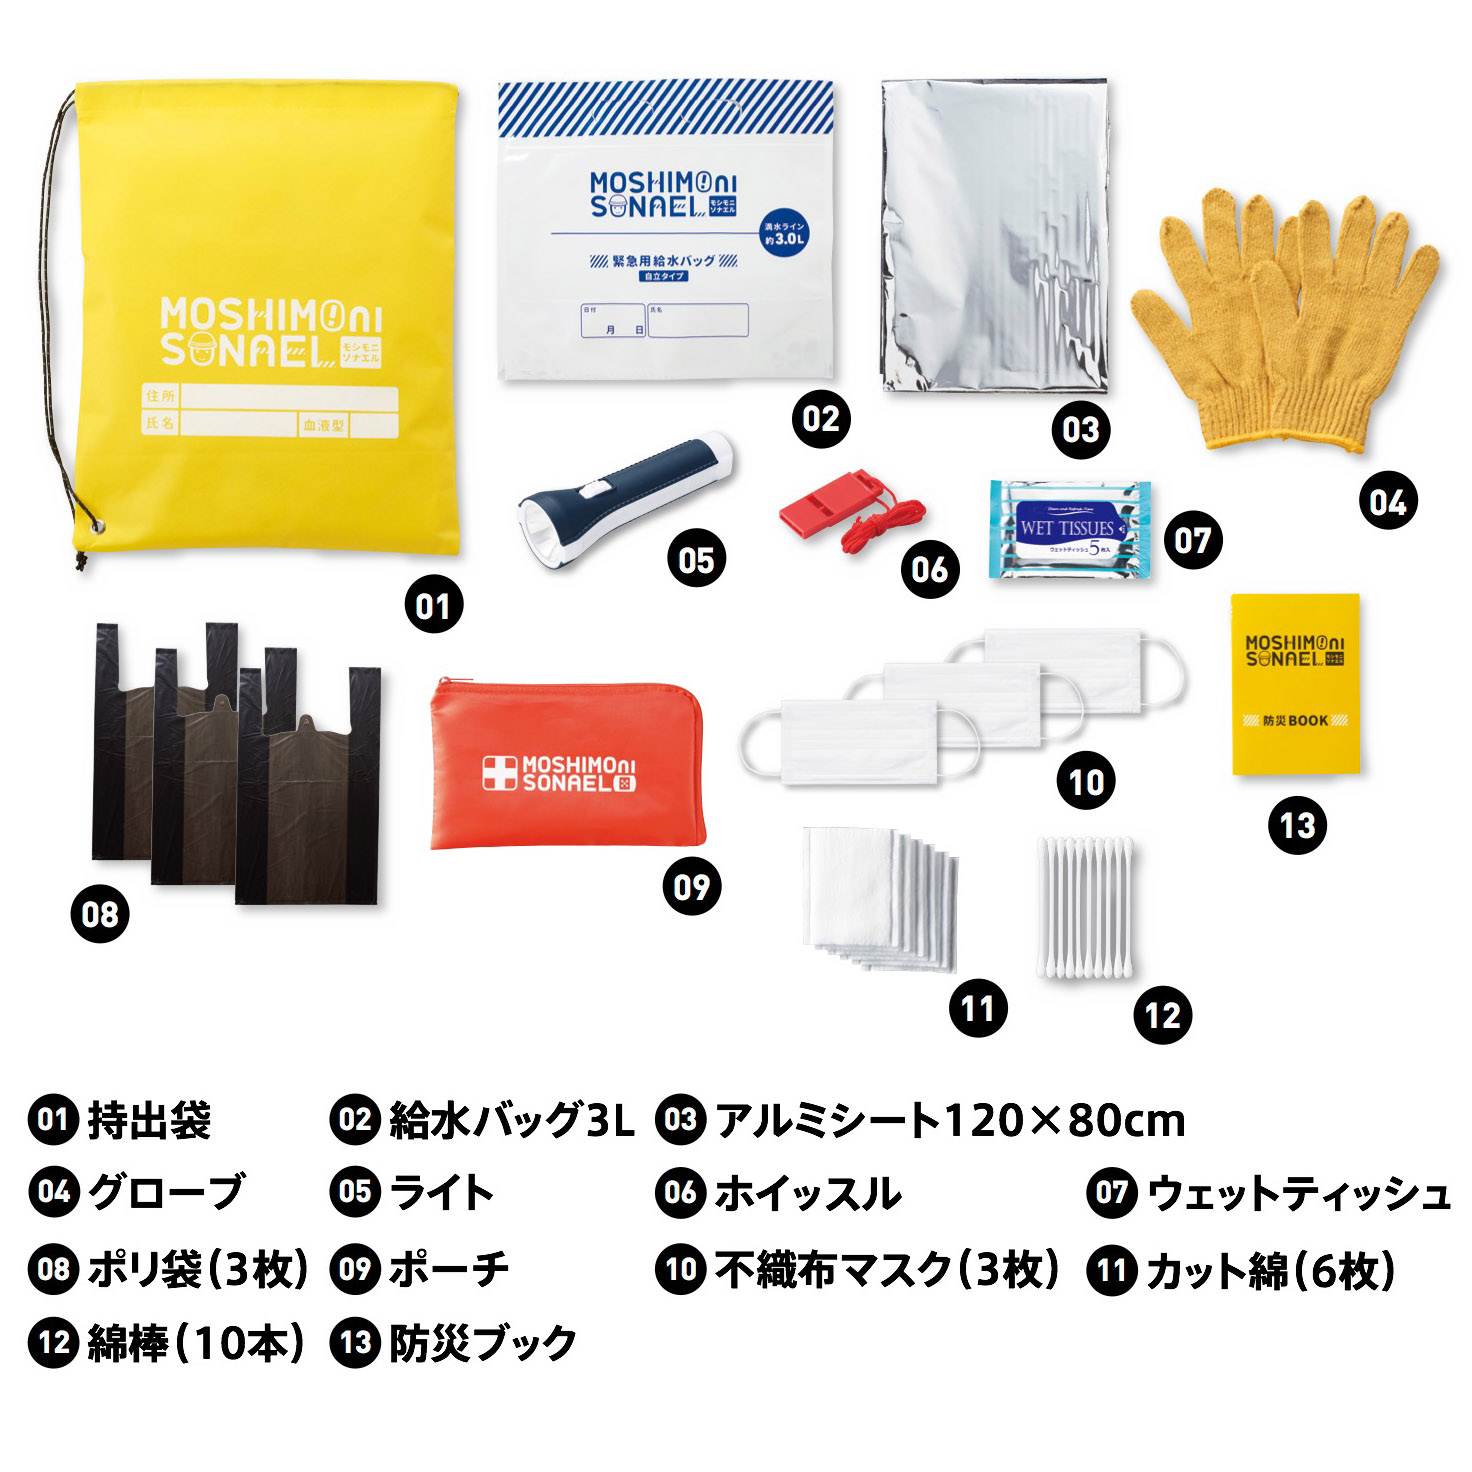 MOSHIMOnI
SONAEL モシモニ
ソナエル
住所
氏名 血液型
01
MOSHIMOnI
SONAEL モシモニ
ソナエル
満水ライン
約3.0L
緊急用給水バッグ
自立タイプ
日付 氏名
月 日
02
03
04
05
06
WET TISSUES
ウェットティッシュ5枚入
07
08
MOSHIMOnI
SONAEL
09
10
MOSHIMOnI
SONAEL モシモニ
ソナエル
防災BOOK
13
11
12
01 持出袋 02 給水バッグ3L 03 アルミシート120×80cm
04 グローブ 05 ライト 06 ホイッスル 07 ウェットティッシュ
08 ポリ袋(3枚) 09 ポーチ 10 不織布マスク(3枚) 11 カット綿(6枚)
12 綿棒(10本) 13 防災ブック